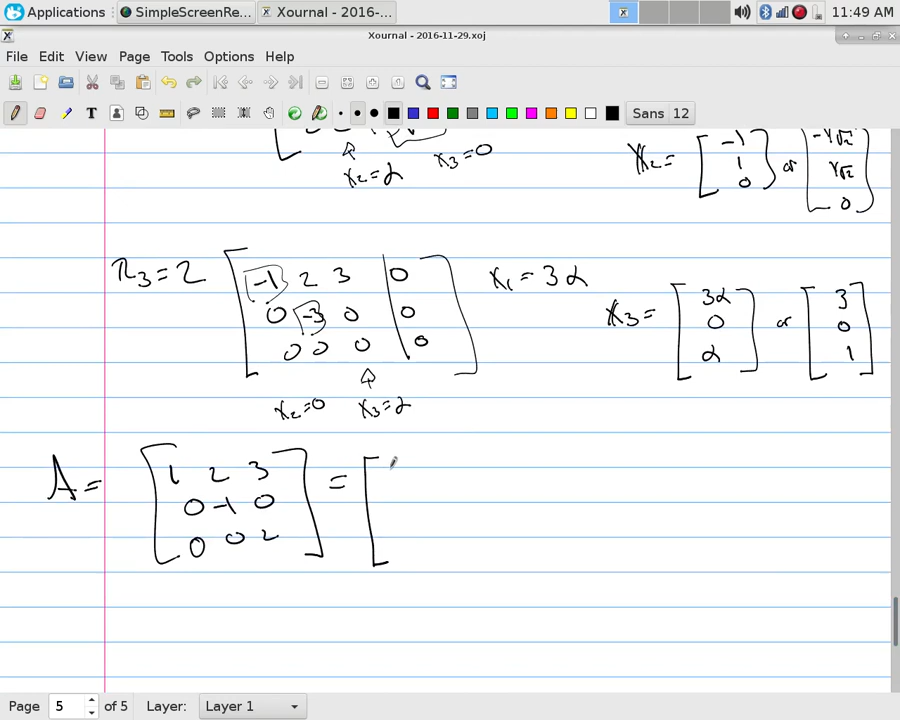 Applications SimpleScreenRe... Xournal - 2016-... 11:49 AM
Xournal - 2016-11-29.xoj
File Edit View Page Tools Options Help
T Sans 12
x₂=α x₃=0
X₂= [-1 1 0] or [-1/√2 1/√2 0]
λ₃=2 [-1 2 3 | 0
0 -3 0 | 0
0 0 0 | 0]
x₁=3α
x₂=0 x₃=α
X₃= [3α 0 α] or [3 0 1]
A= [1 2 3
0 -1 0
0 0 2] = [
Page 5 of 5 Layer: Layer 1